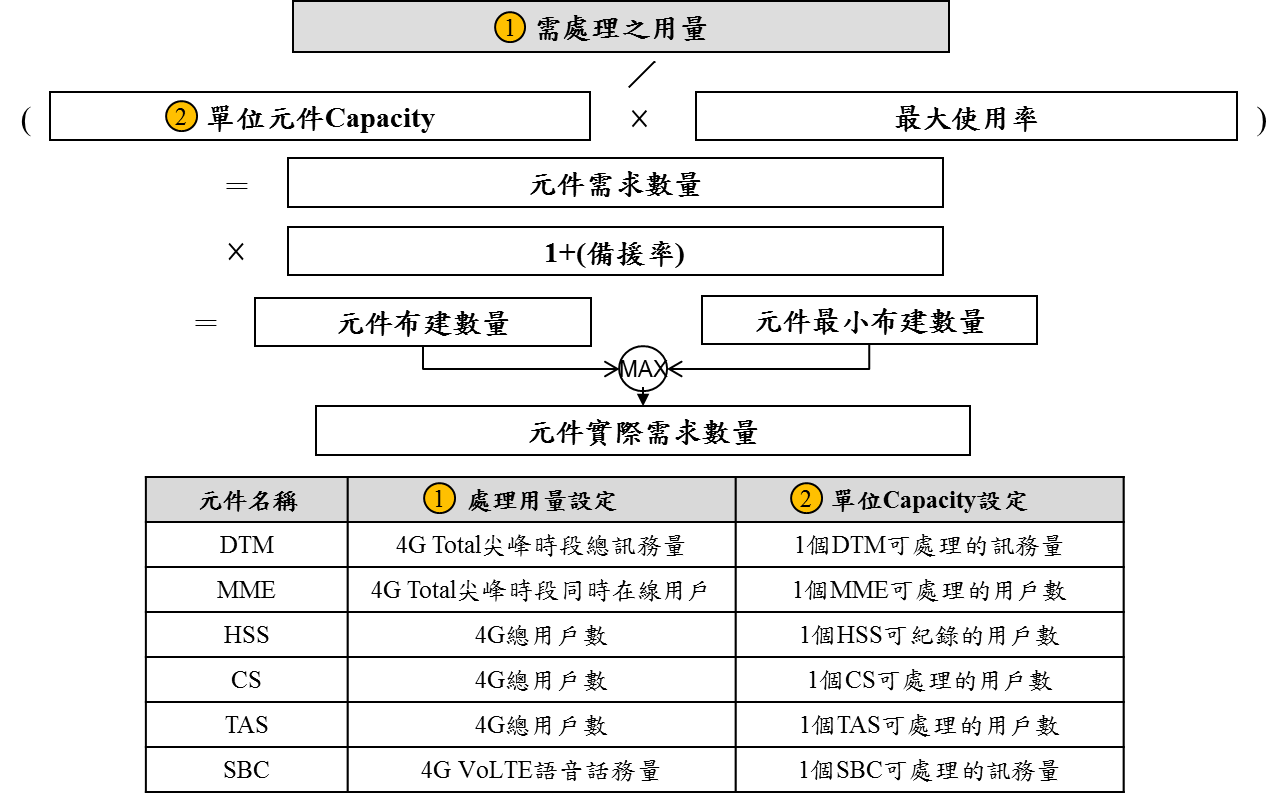 ① 需處理之用量
／
( ② 單位元件Capacity × 最大使用率 )
＝ 元件需求數量
× 1+(備援率)
＝ 元件布建數量 元件最小布建數量
MAX
元件實際需求數量
元件名稱 ① 處理用量設定 ② 單位Capacity設定
DTM 4G Total尖峰時段總訊務量 1個DTM可處理的訊務量
MME 4G Total尖峰時段同時在線用戶 1個MME可處理的用戶數
HSS 4G總用戶數 1個HSS可紀錄的用戶數
CS 4G總用戶數 1個CS可處理的用戶數
TAS 4G總用戶數 1個TAS可處理的用戶數
SBC 4G VoLTE語音話務量 1個SBC可處理的訊務量